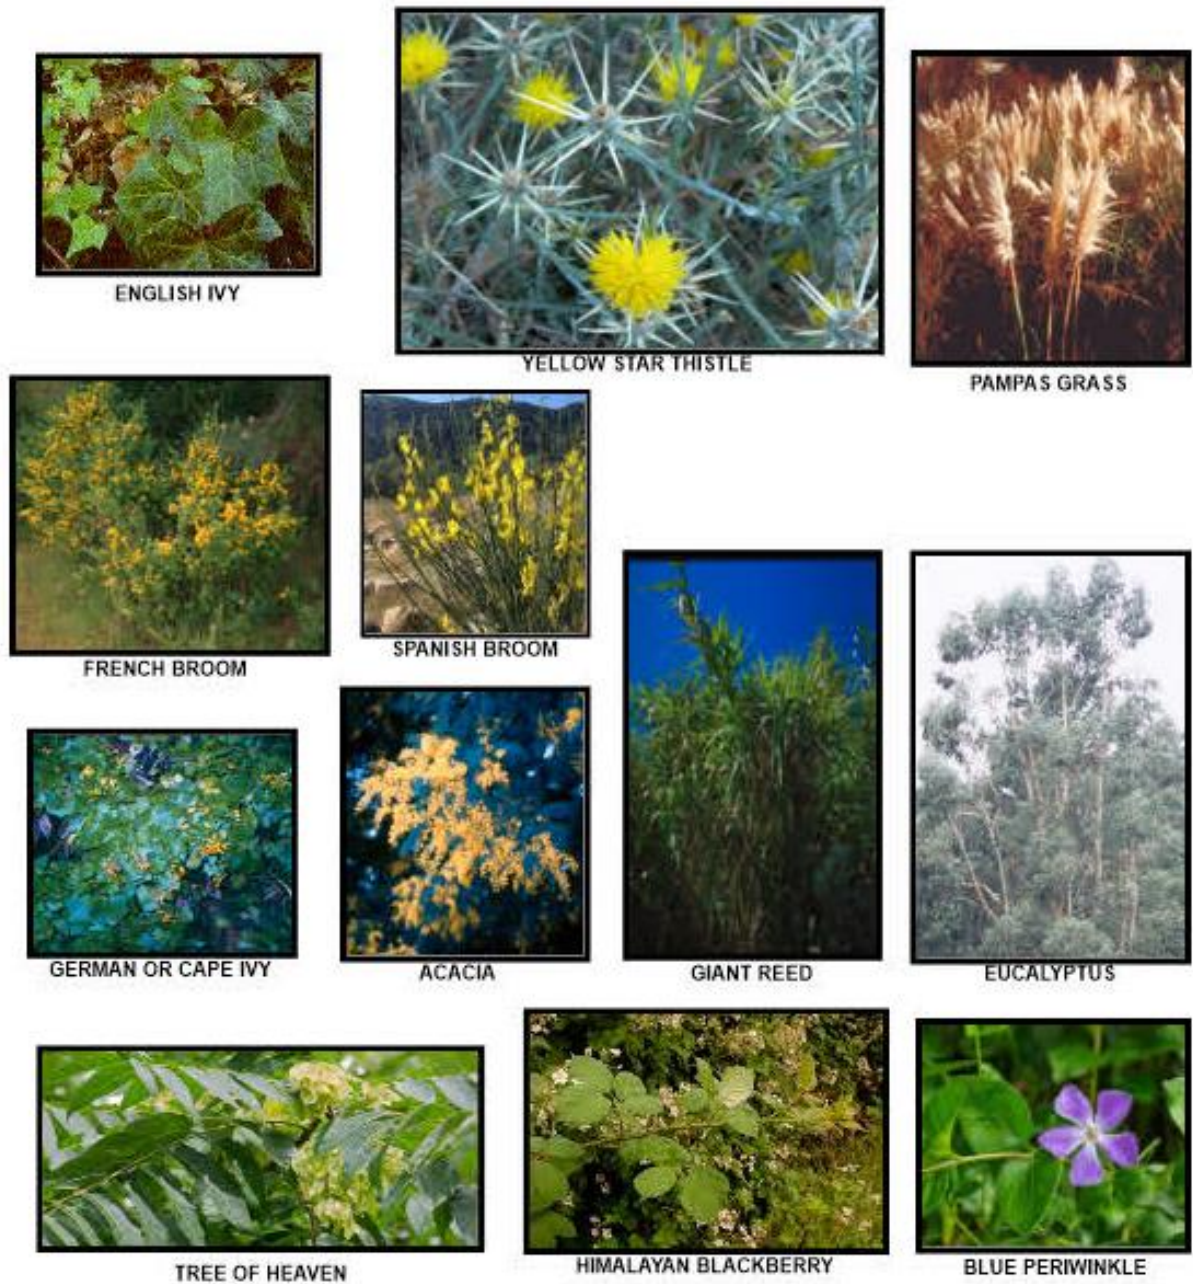 ENGLISH IVY
YELLOW STAR THISTLE
PAMPAS GRASS
FRENCH BROOM
SPANISH BROOM
GERMAN OR CAPE IVY
ACACIA
GIANT REED
EUCALYPTUS
TREE OF HEAVEN
HIMALAYAN BLACKBERRY
BLUE PERIWINKLE